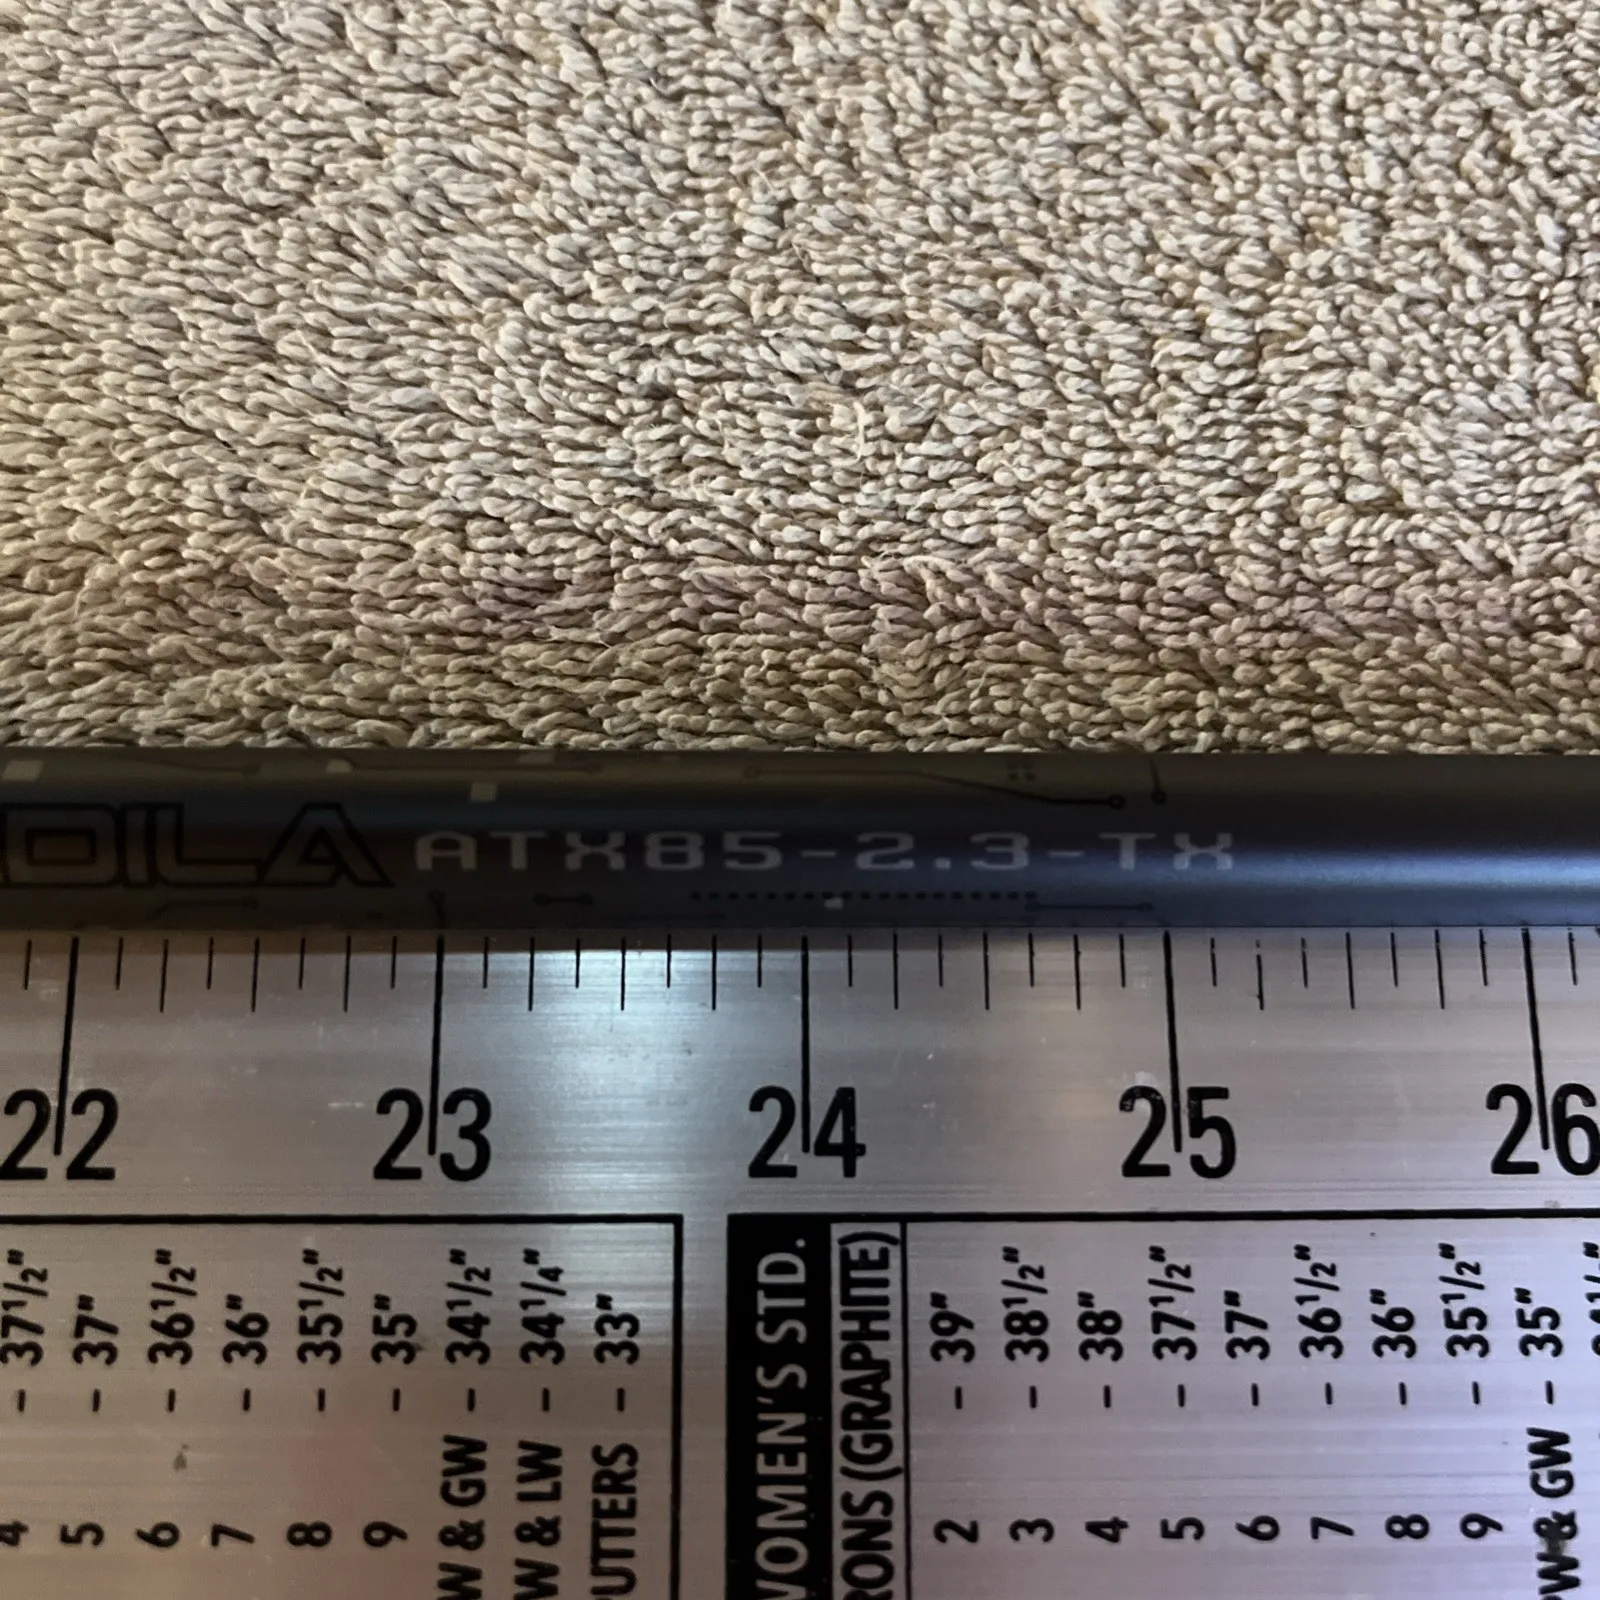 DILA ATX85-2.3-TX
22 23 24 25 26
37½"
37"
36½"
36"
35½"
35"
34½"
34¼"
33"
4 -
5 -
6 -
7 -
8 -
9 -
W & GW -
W & LW -
PUTTERS -
WOMEN'S STD.
IRONS (GRAPHITE)
2 - 39"
3 - 38½"
4 - 38"
5 - 37½"
6 - 37"
7 - 36½"
8 - 36"
9 - 35½"
PW & GW - 35"